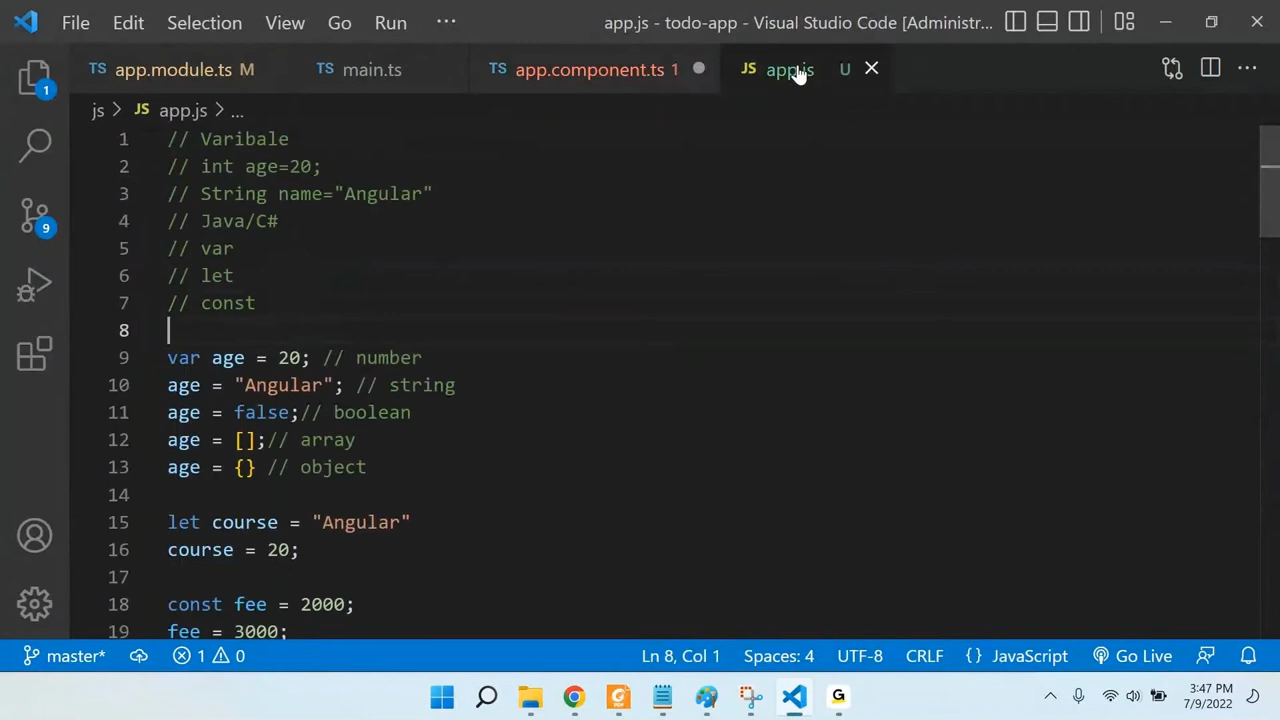 File Edit Selection View Go Run ··· app.js - todo-app - Visual Studio Code [Administr...
TS app.module.ts M TS main.ts TS app.component.ts 1 JS app.js U
js > JS app.js > ...
1 // Varibale
2 // int age=20;
3 // String name="Angular"
4 // Java/C#
5 // var
6 // let
7 // const
8
9 var age = 20; // number
10 age = "Angular"; // string
11 age = false;// boolean
12 age = [];// array
13 age = {} // object
14
15 let course = "Angular"
16 course = 20;
17
18 const fee = 2000;
19 fee = 3000;
1
9
master* 1 0 Ln 8, Col 1 Spaces: 4 UTF-8 CRLF {} JavaScript Go Live
G
3:47 PM
7/9/2022